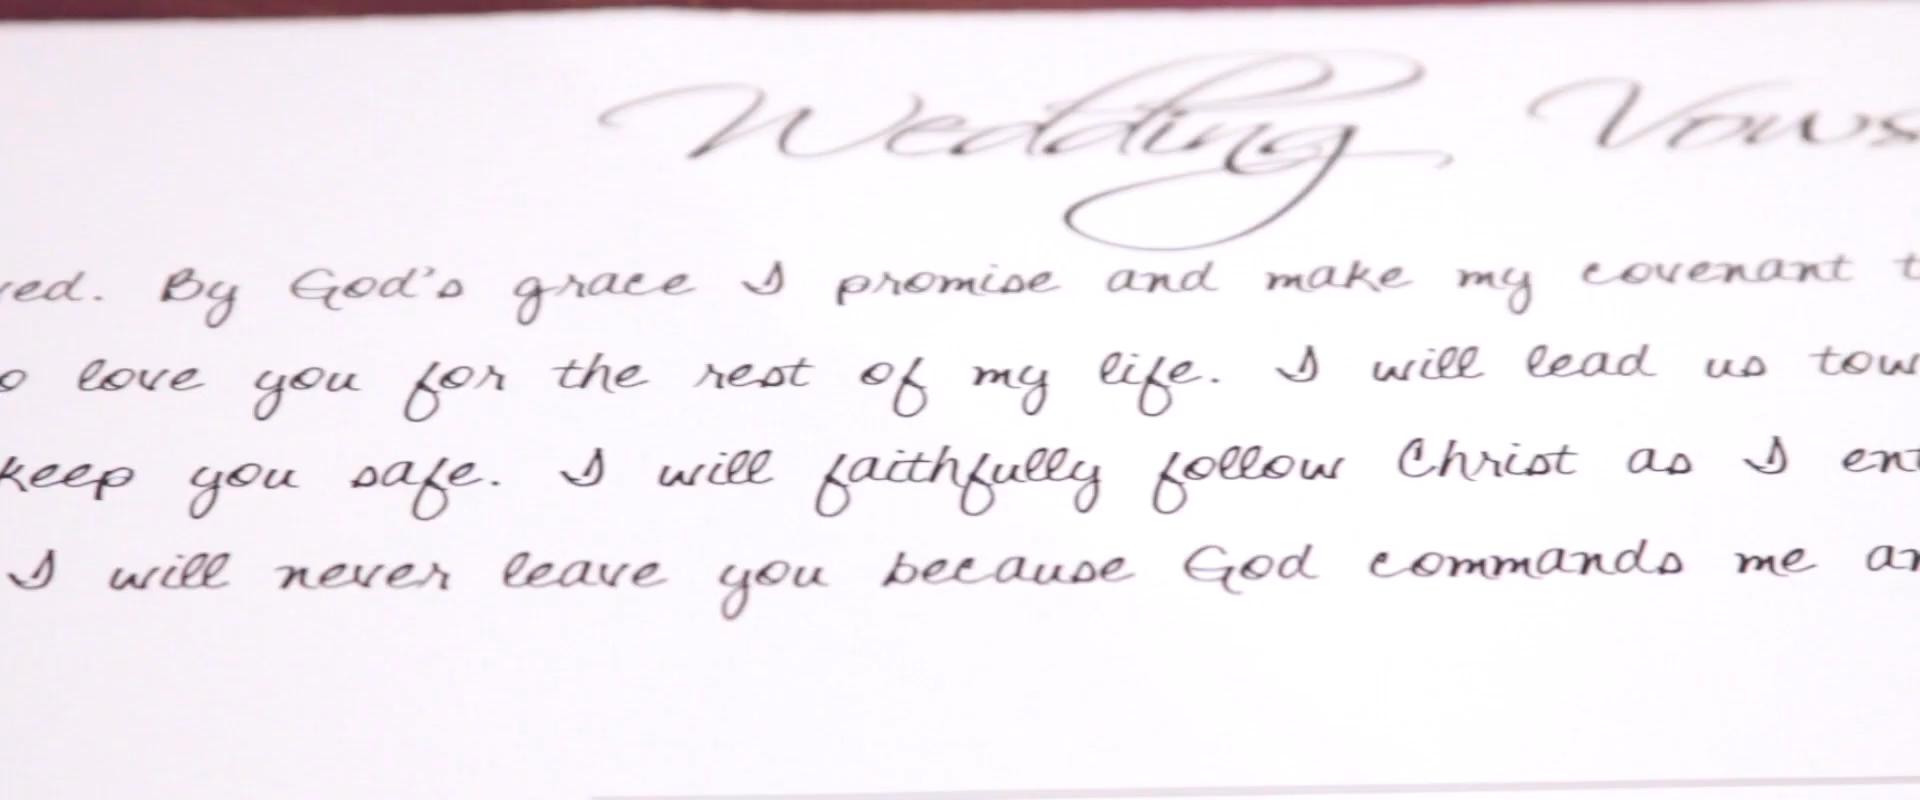 Wedding Vows
By God's grace I promise and make my covenant
love you for the rest of my life. I will lead us
keep you safe. I will faithfully follow Christ as I
I will never leave you because God commands me